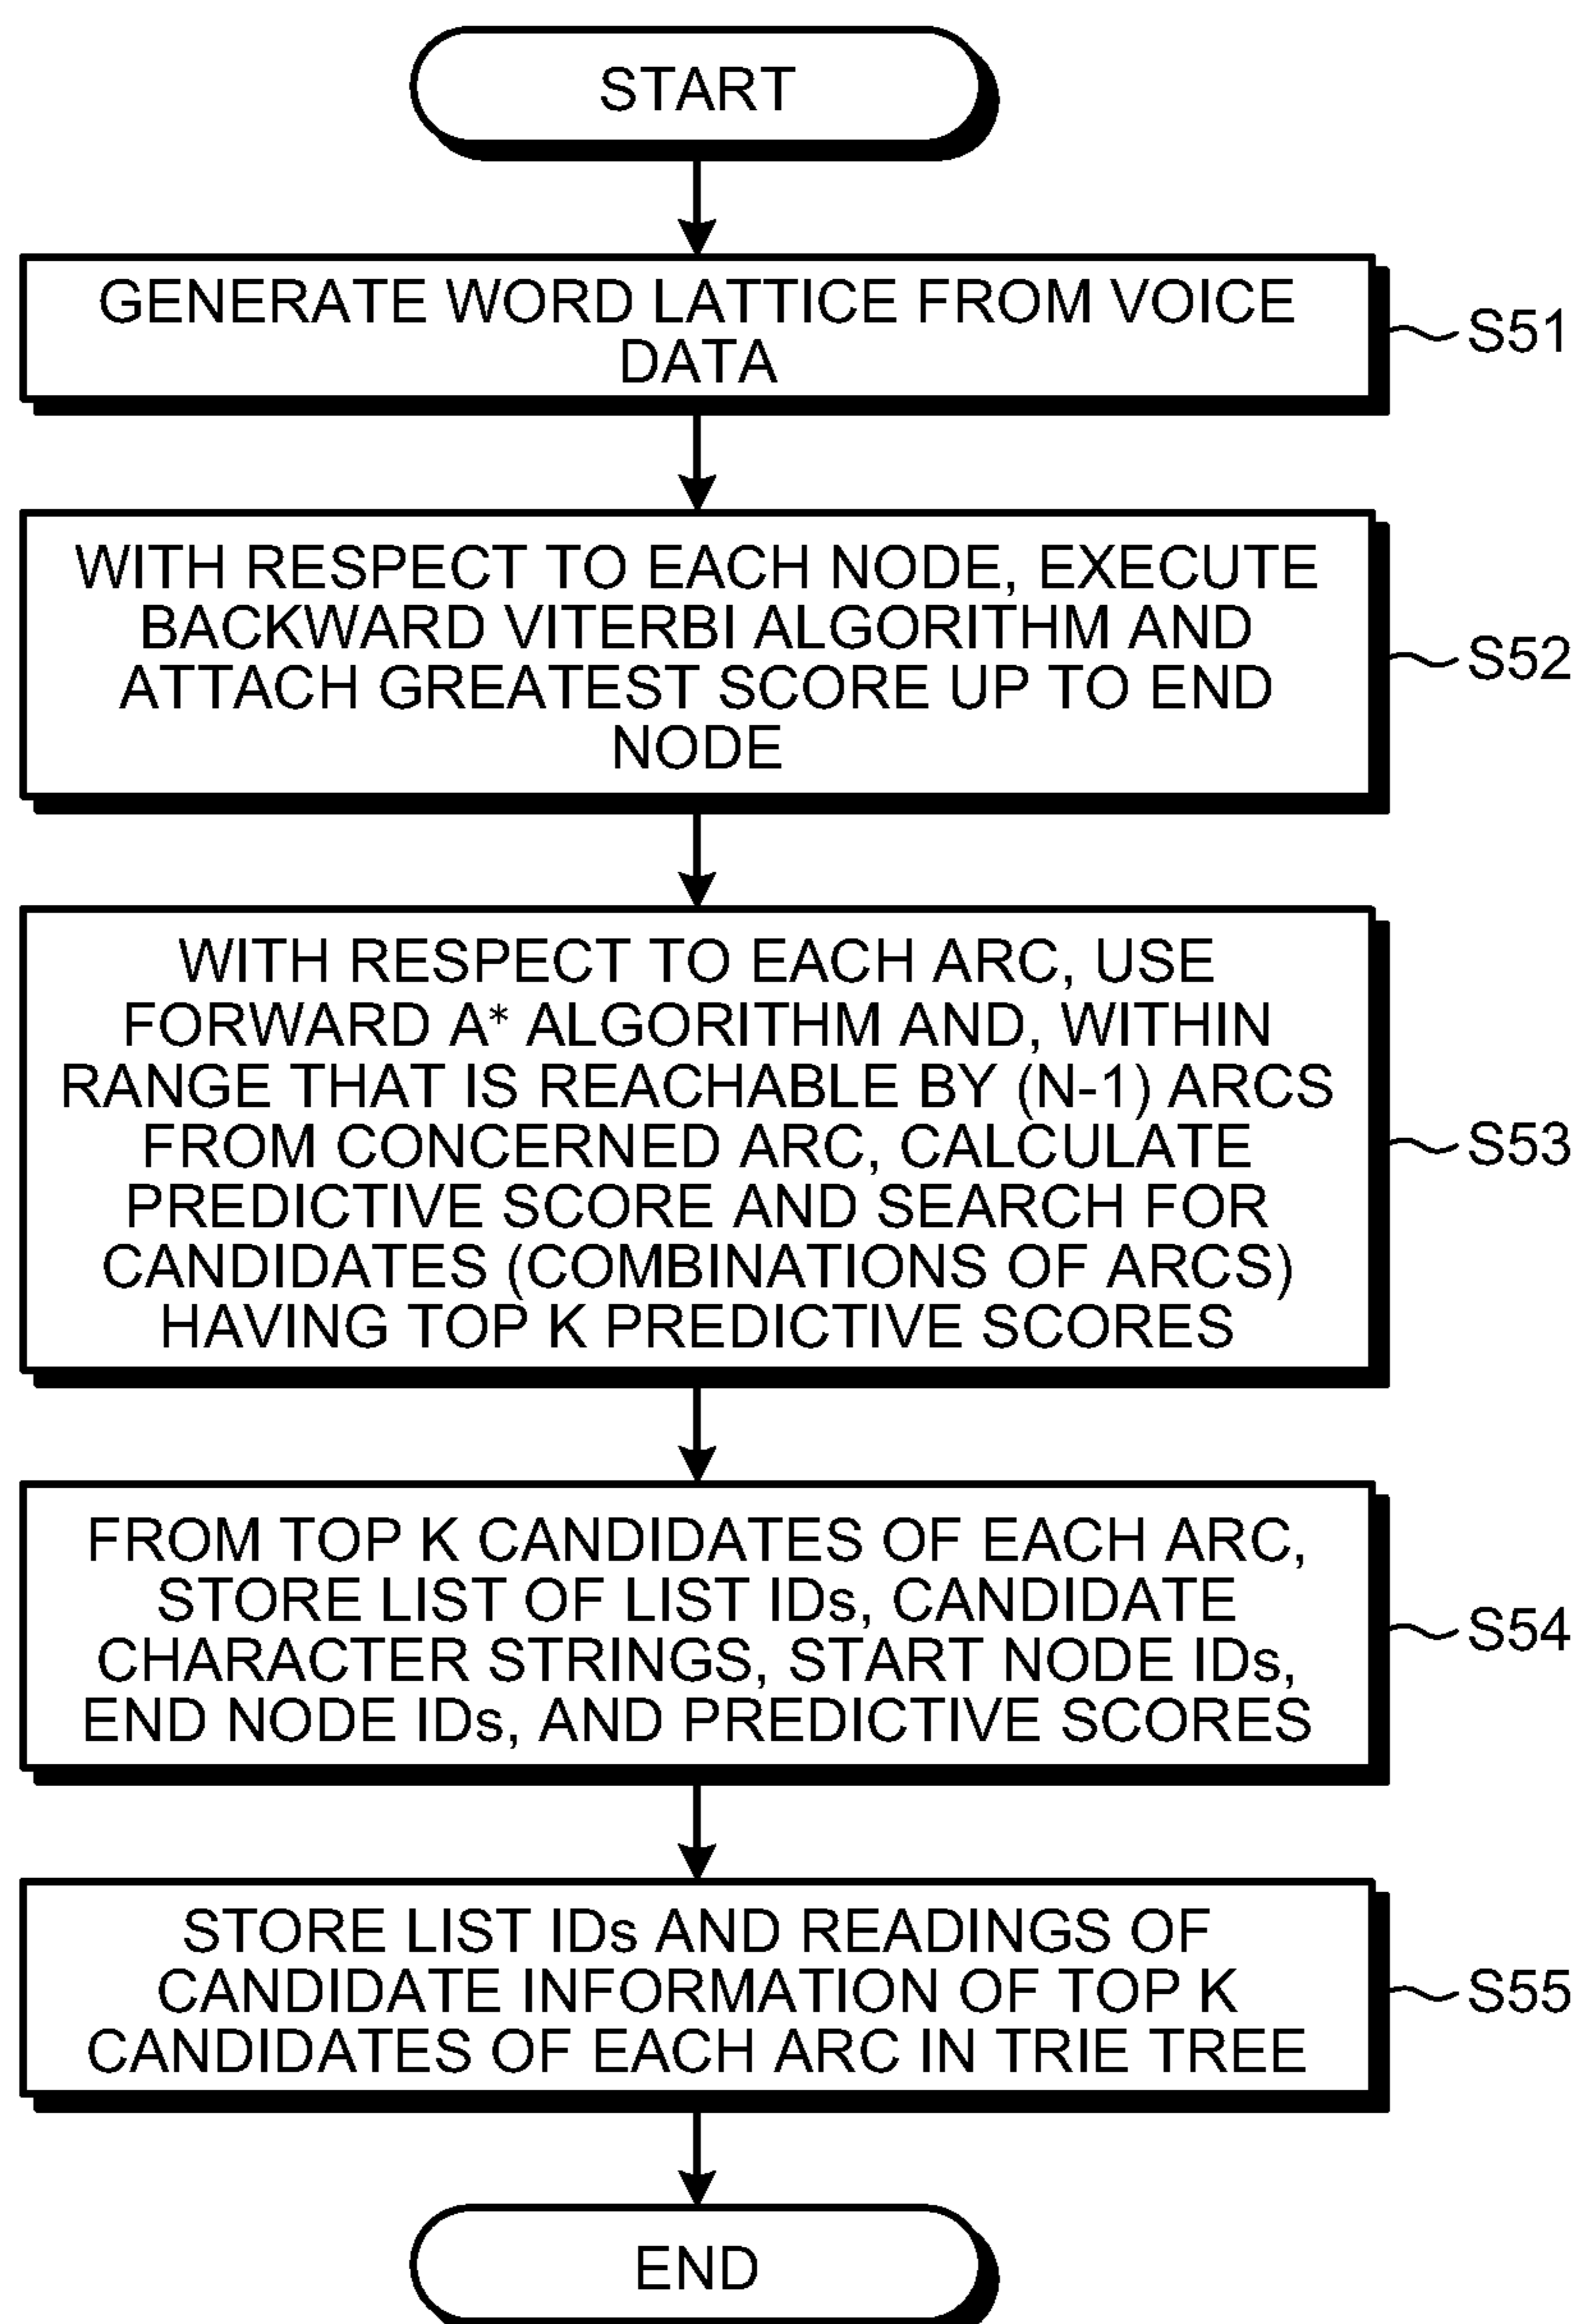 START
GENERATE WORD LATTICE FROM VOICE
DATA
S51
WITH RESPECT TO EACH NODE, EXECUTE
BACKWARD VITERBI ALGORITHM AND
ATTACH GREATEST SCORE UP TO END
NODE
S52
WITH RESPECT TO EACH ARC, USE
FORWARD A* ALGORITHM AND, WITHIN
RANGE THAT IS REACHABLE BY (N-1) ARCS
FROM CONCERNED ARC, CALCULATE
PREDICTIVE SCORE AND SEARCH FOR
CANDIDATES (COMBINATIONS OF ARCS)
HAVING TOP K PREDICTIVE SCORES
S53
FROM TOP K CANDIDATES OF EACH ARC,
STORE LIST OF LIST IDs, CANDIDATE
CHARACTER STRINGS, START NODE IDs,
END NODE IDs, AND PREDICTIVE SCORES
S54
STORE LIST IDs AND READINGS OF
CANDIDATE INFORMATION OF TOP K
CANDIDATES OF EACH ARC IN TRIE TREE
S55
END